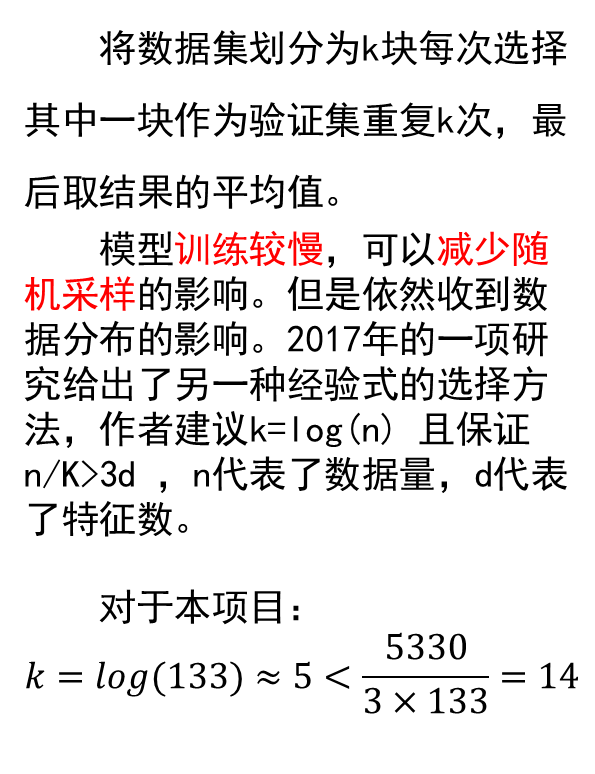 将数据集划分为k块每次选择
其中一块作为验证集重复k次，最
后取结果的平均值。
模型训练较慢，可以减少随
机采样的影响。但是依然收到数
据分布的影响。2017年的一项研
究给出了另一种经验式的选择方
法，作者建议k=log(n) 且保证
n/K>3d ，n代表了数据量，d代表
了特征数。
对于本项目：
k = log(133) ≈ 5 < 5330 / (3 × 133) = 14